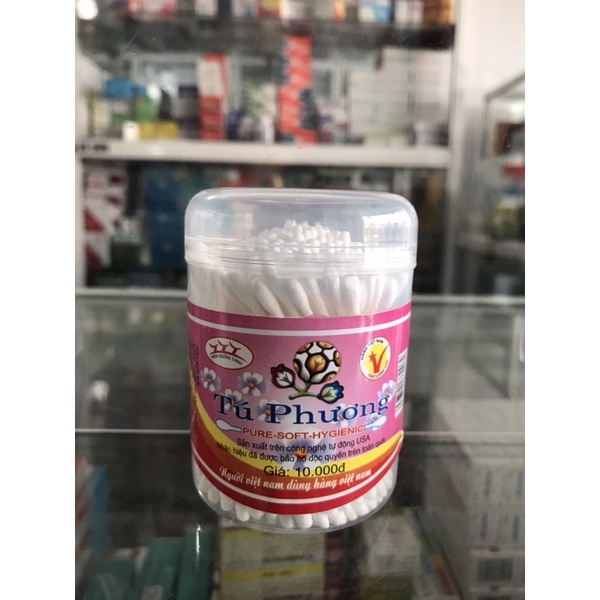 Tú Phương
PURE-SOFT-HYGIENIC
Sản xuất trên công nghệ tự động USA
Nhãn hiệu đã được bảo hộ độc quyền trên toàn quốc
Giá: 10.000đ
Người việt nam dùng hàng việt nam